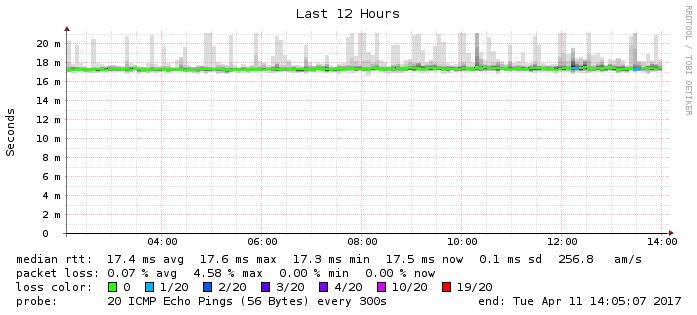 Last 12 Hours
RRDTOOL / TOBI OETIKER
Seconds
20 m
18 m
16 m
14 m
12 m
10 m
8 m
6 m
4 m
2 m
0
04:00 06:00 08:00 10:00 12:00 14:00
median rtt: 17.4 ms avg 17.6 ms max 17.3 ms min 17.5 ms now 0.1 ms sd 256.8 am/s
packet loss: 0.07 % avg 4.58 % max 0.00 % min 0.00 % now
loss color: 0 1/20 2/20 3/20 4/20 10/20 19/20
probe: 20 ICMP Echo Pings (56 Bytes) every 300s end: Tue Apr 11 14:05:07 2017